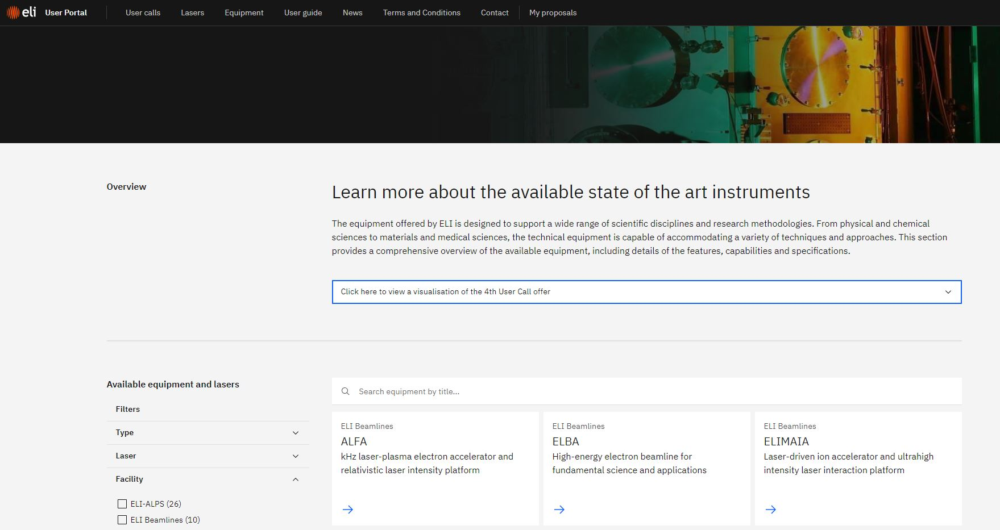 eli User Portal User calls Lasers Equipment User guide News Terms and Conditions Contact My proposals
Overview
Learn more about the available state of the art instruments
The equipment offered by ELI is designed to support a wide range of scientific disciplines and research methodologies. From physical and chemical
sciences to materials and medical sciences, the technical equipment is capable of accommodating a variety of techniques and approaches. This section
provides a comprehensive overview of the available equipment, including details of the features, capabilities and specifications.
Click here to view a visualisation of the 4th User Call offer
Available equipment and lasers
Filters
Type
Laser
Facility
ELI-ALPS (26)
ELI Beamlines (10)
Search equipment by title...
ELI Beamlines
ALFA
kHz laser-plasma electron accelerator and
relativistic laser intensity platform
ELI Beamlines
ELBA
High-energy electron beamline for
fundamental science and applications
ELI Beamlines
ELIMAIA
Laser-driven ion accelerator and ultrahigh
intensity laser interaction platform